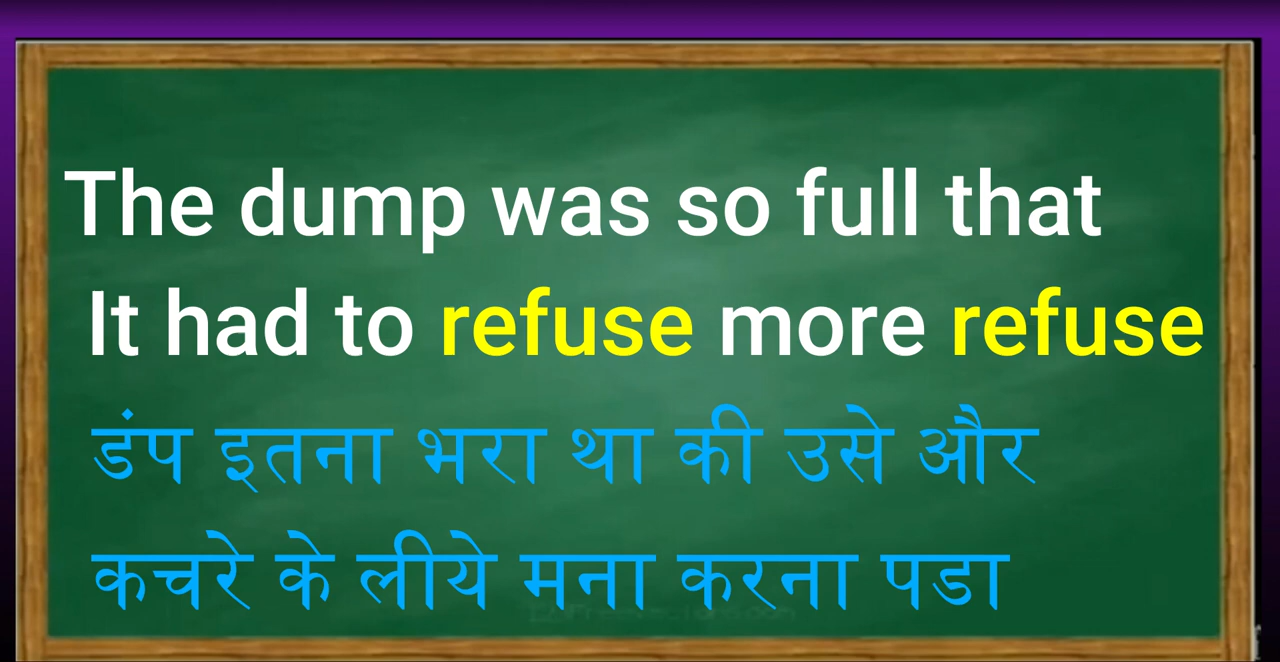 The dump was so full that
It had to refuse more refuse
डंप इतना भरा था की उसे और
कचरे के लीये मना करना पडा